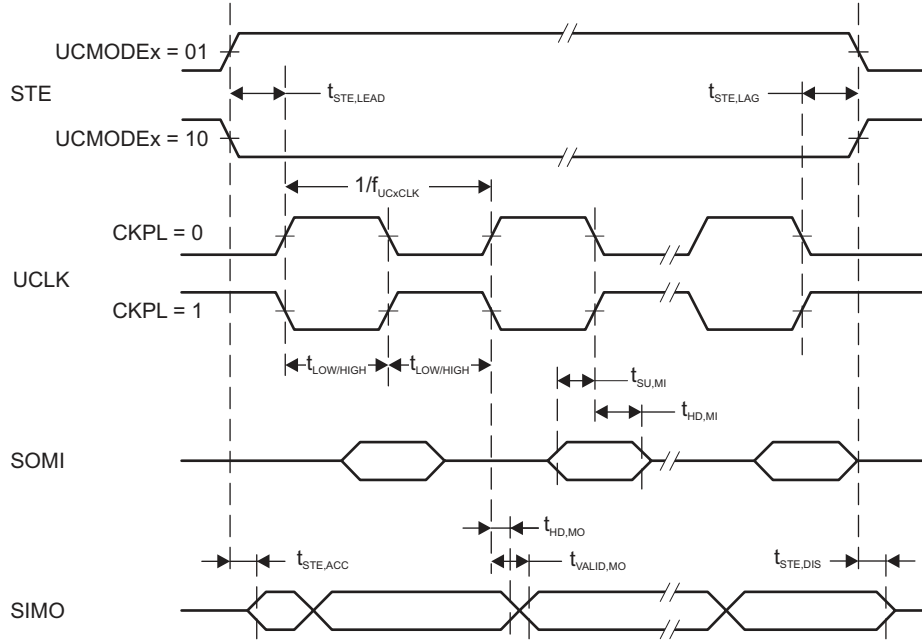 UCMODEx = 01
STE
tSTE,LEAD
tSTE,LAG
UCMODEx = 10
1/fUCxCLK
CKPL = 0
UCLK
CKPL = 1
tLOW/HIGH tLOW/HIGH
tSU,MI
tHD,MI
SOMI
tHD,MO
tSTE,ACC
tVALID,MO
tSTE,DIS
SIMO